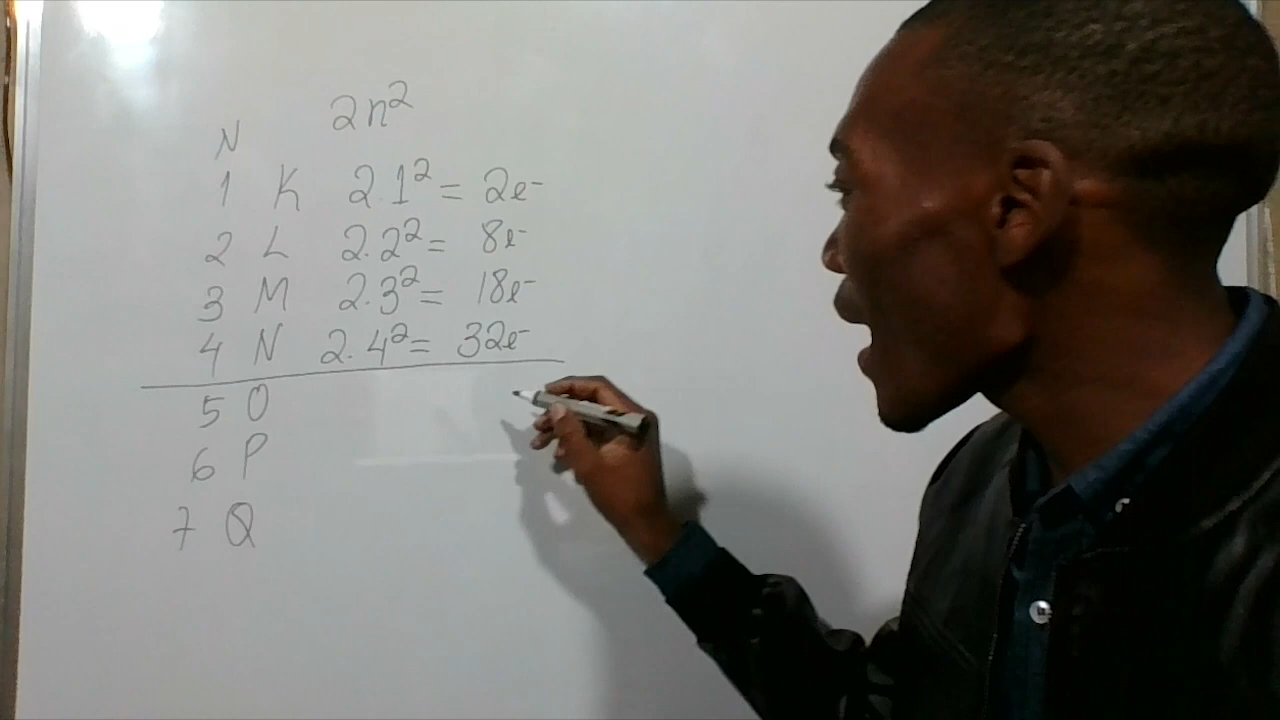 2n²
N
1 K 2.1² = 2e⁻
2 L 2.2² = 8e⁻
3 M 2.3² = 18e⁻
4 N 2.4² = 32e⁻
5 O
6 P
7 Q